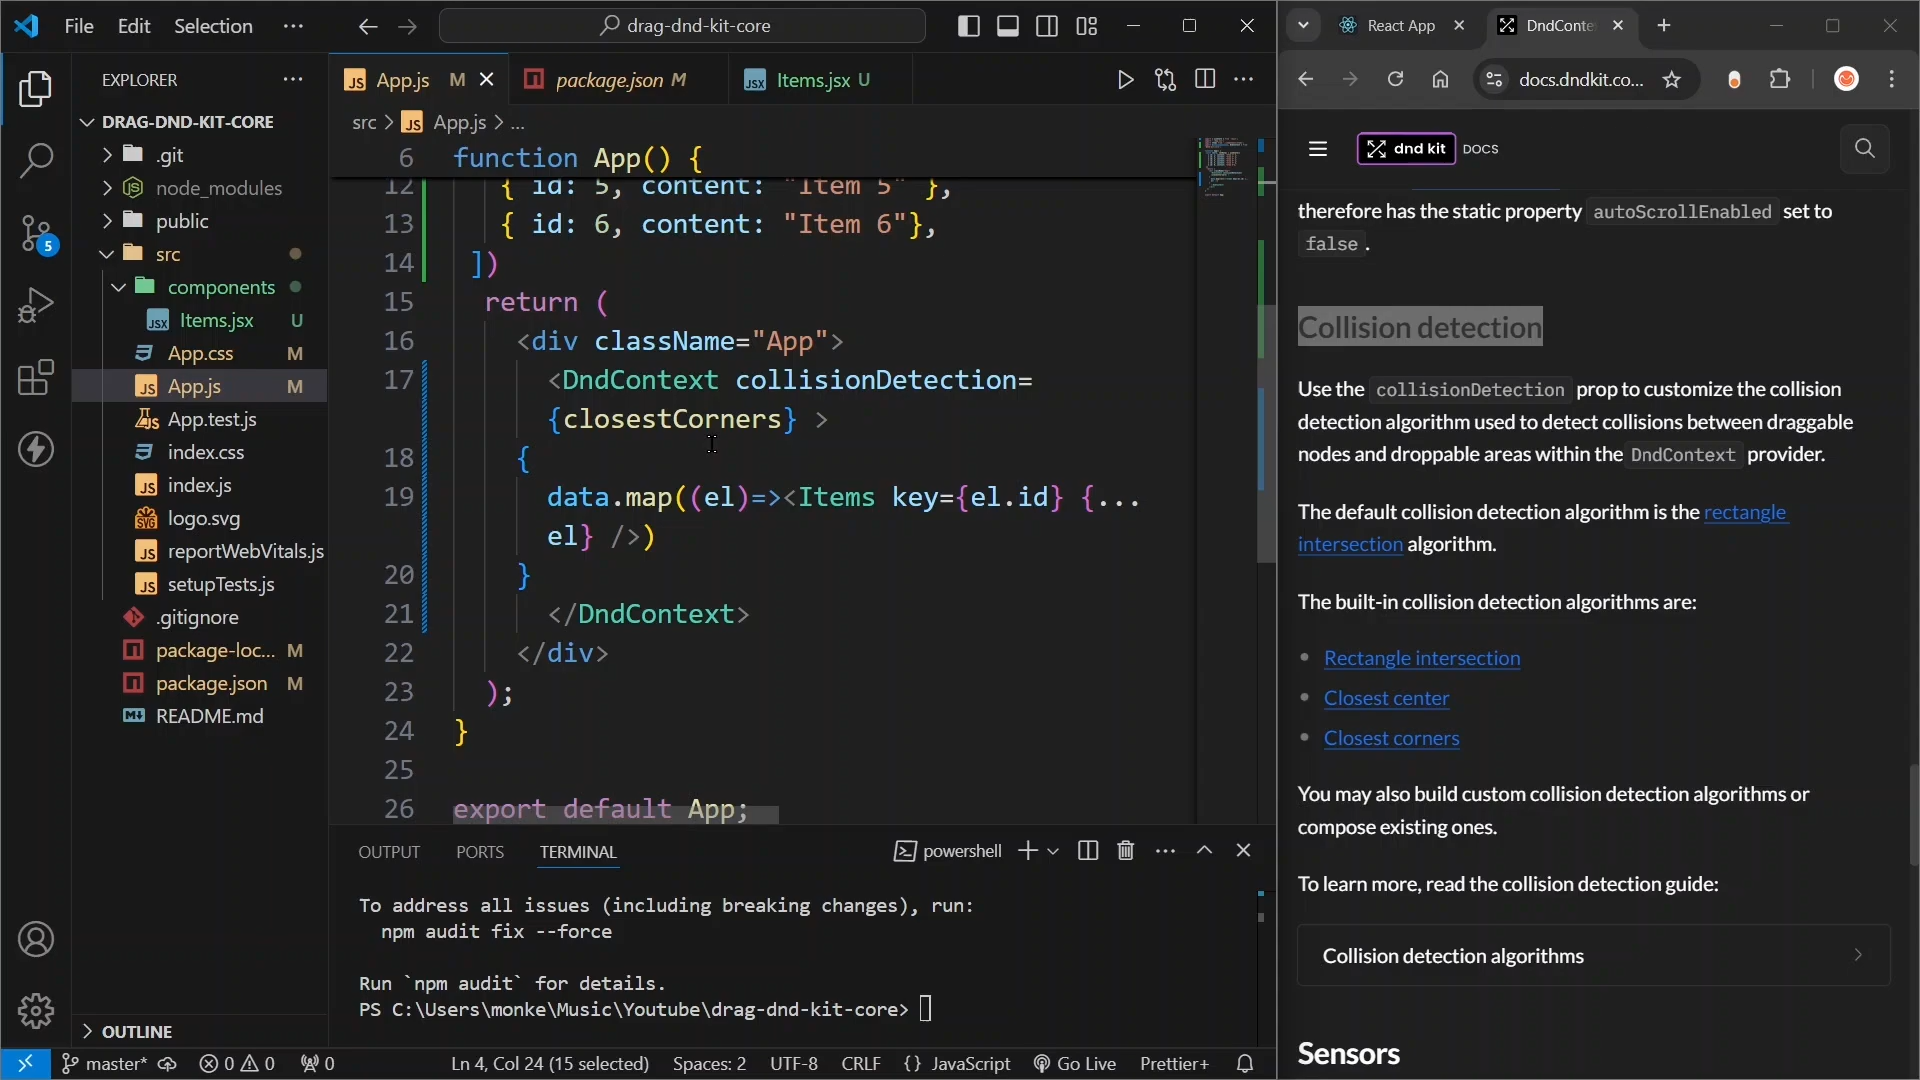 File Edit Selection ...
drag-dnd-kit-core
EXPLORER
DRAG-DND-KIT-CORE
.git
node_modules
public
src
components
Items.jsx U
App.css M
App.js M
App.test.js
index.css
index.js
logo.svg
reportWebVitals.js
setupTests.js
.gitignore
package-loc... M
package.json M
README.md
OUTLINE
5
App.js M
package.json M
Items.jsx U
src > App.js > ...
6 function App() {
12 { id: 5, content: "Item 5" },
13 { id: 6, content: "Item 6"},
14 ])
15 return (
16 <div className="App">
17 <DndContext collisionDetection=
{closestCorners} >
18 {
19 data.map((el)=><Items key={el.id} {...
el} />)
20 }
21 </DndContext>
22 </div>
23 );
24 }
25
26 export default App;
OUTPUT PORTS TERMINAL
powershell
To address all issues (including breaking changes), run:
npm audit fix --force
Run `npm audit` for details.
PS C:\Users\monke\Music\Youtube\drag-dnd-kit-core>
master* 0 0 0 Ln 4, Col 24 (15 selected) Spaces: 2 UTF-8 CRLF {} JavaScript Go Live Prettier+
React App
DndConte
docs.dndkit.co...
dnd kit DOCS
therefore has the static property autoScrollEnabled set to
false .
Collision detection
Use the collisionDetection prop to customize the collision
detection algorithm used to detect collisions between draggable
nodes and droppable areas within the DndContext provider.
The default collision detection algorithm is the rectangle
intersection algorithm.
The built-in collision detection algorithms are:
• Rectangle intersection
• Closest center
• Closest corners
You may also build custom collision detection algorithms or
compose existing ones.
To learn more, read the collision detection guide:
Collision detection algorithms
Sensors